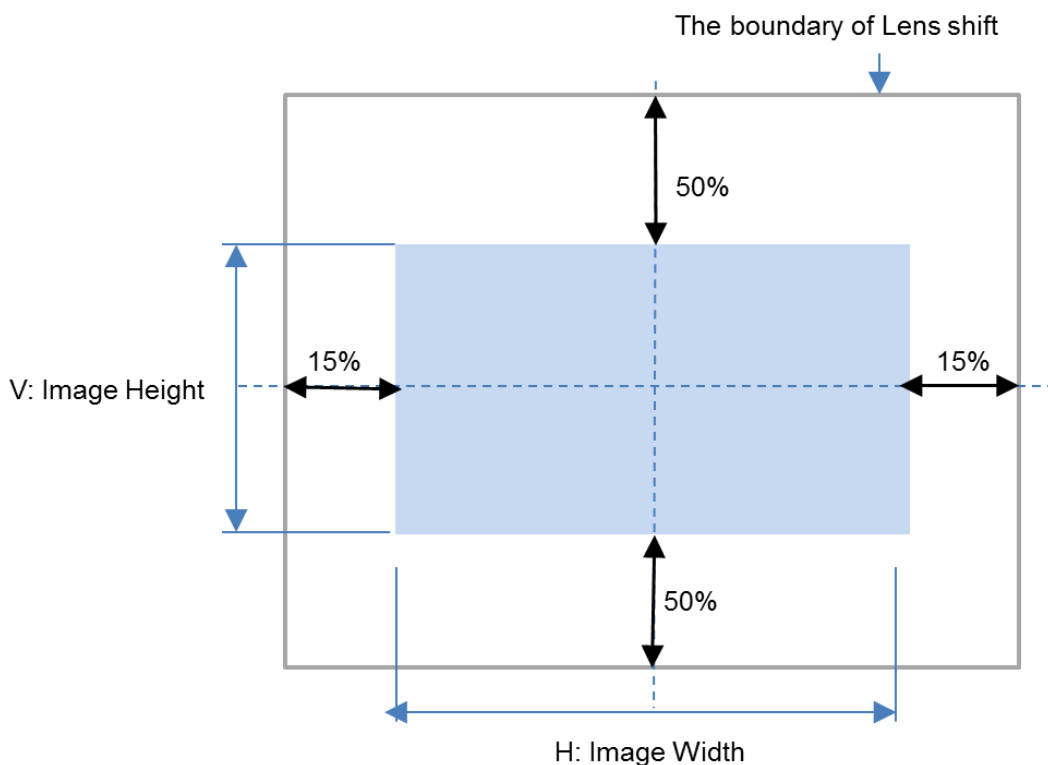 The boundary of Lens shift
50%
15%
15%
V: Image Height
50%
H: Image Width